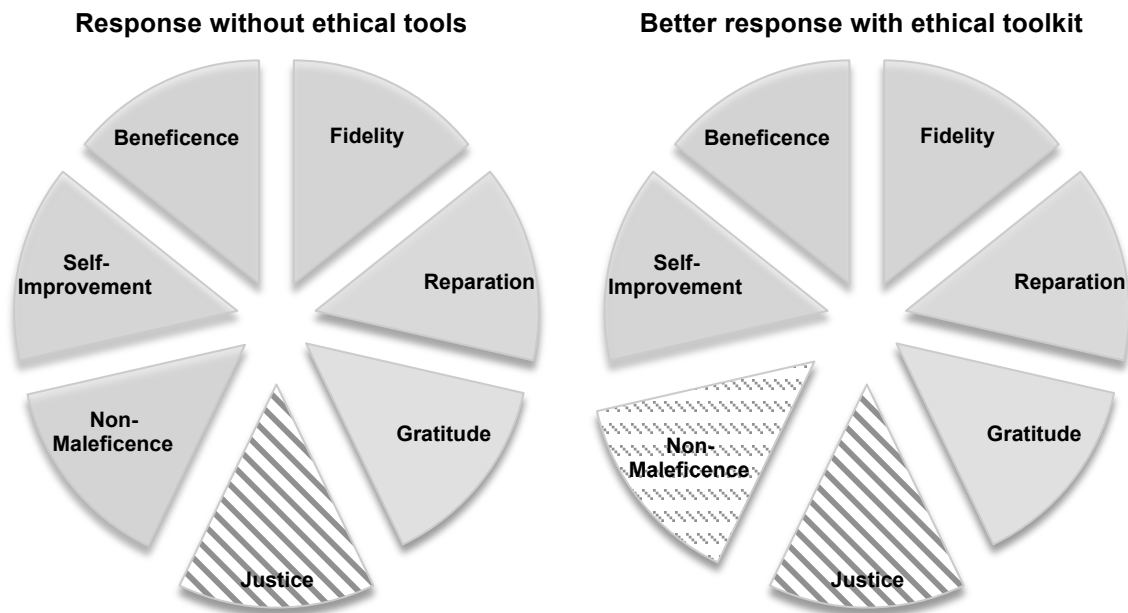 Response without ethical tools
Beneficence
Fidelity
Self-
Improvement
Reparation
Non-
Maleficence
Gratitude
Justice
Better response with ethical toolkit
Beneficence
Fidelity
Self-
Improvement
Reparation
Non-
Maleficence
Gratitude
Justice